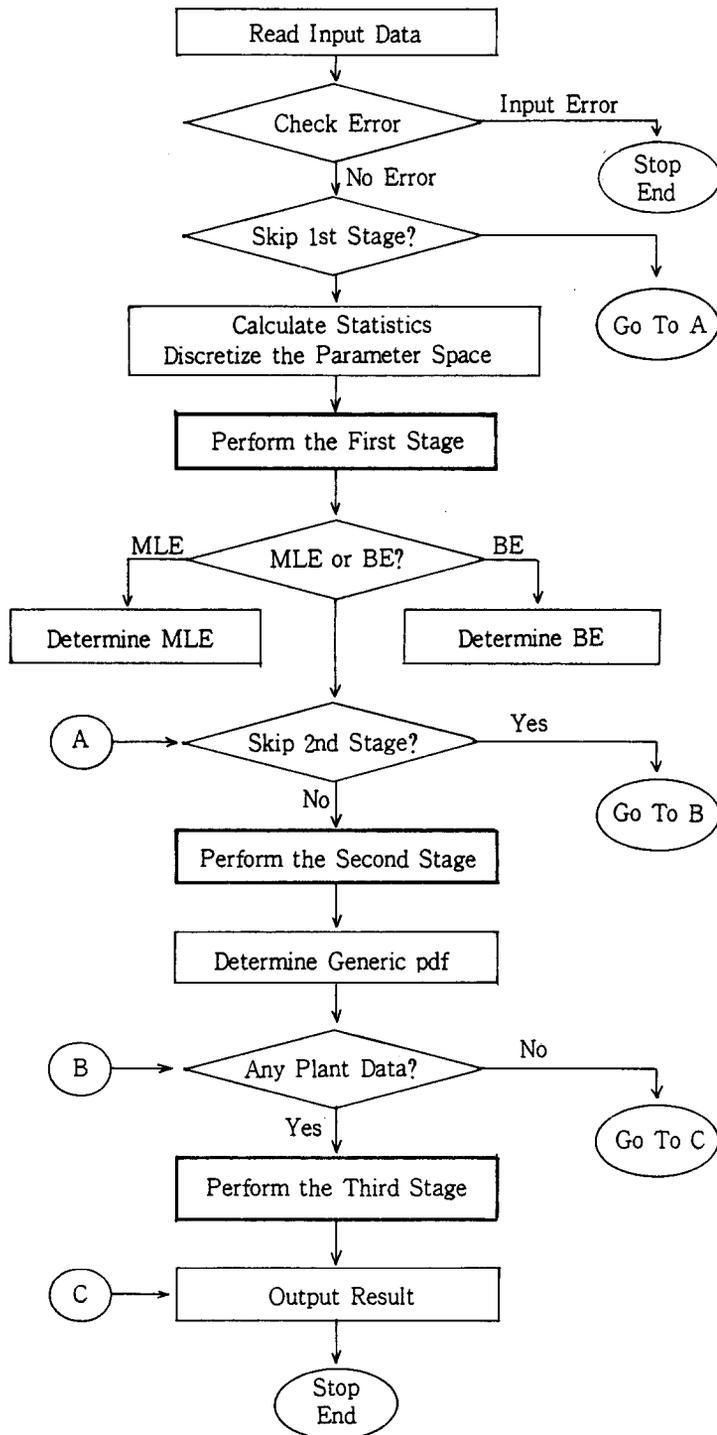 Read Input Data
Check Error
Input Error
Stop
End
No Error
Skip 1st Stage?
Go To A
Calculate Statistics
Discretize the Parameter Space
Perform the First Stage
MLE
MLE or BE?
BE
Determine MLE
Determine BE
A
Skip 2nd Stage?
Yes
Go To B
No
Perform the Second Stage
Determine Generic pdf
B
Any Plant Data?
No
Go To C
Yes
Perform the Third Stage
C
Output Result
Stop
End